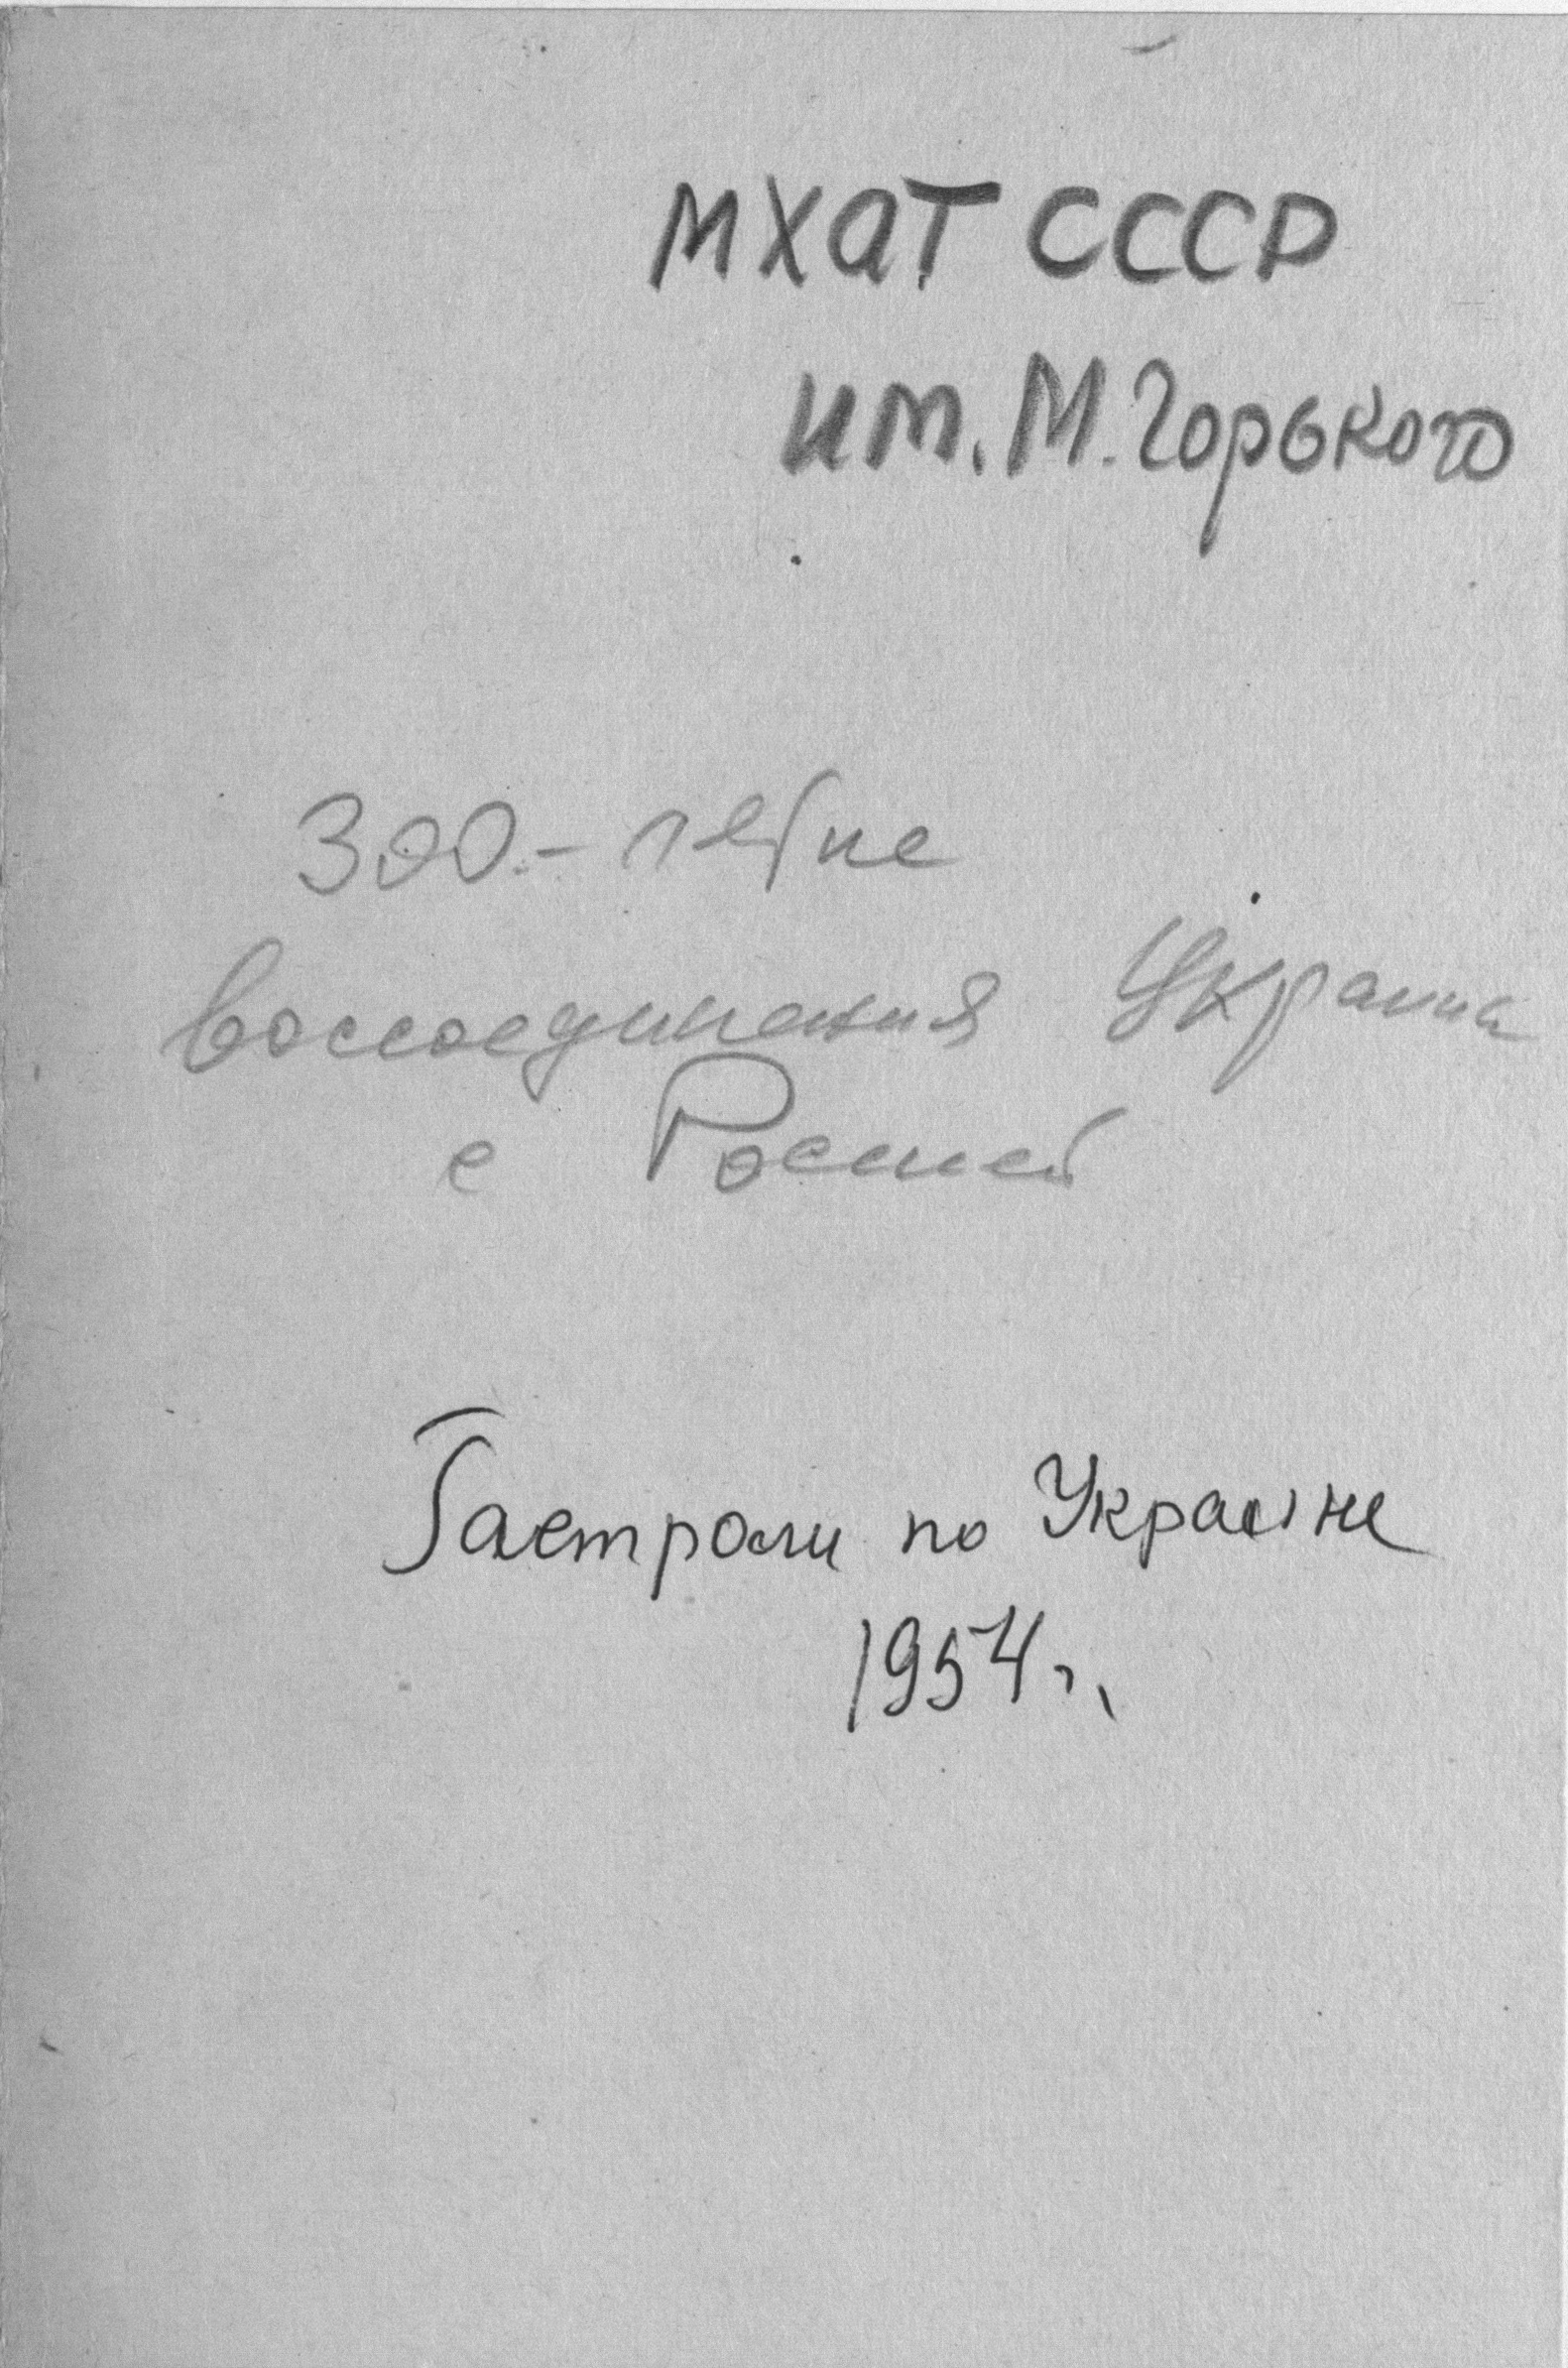 МХАТ СССР
им. М. Горького
300.-летие
воссоединения Украины
с Россией
Гастроли по Украине
1954 г.